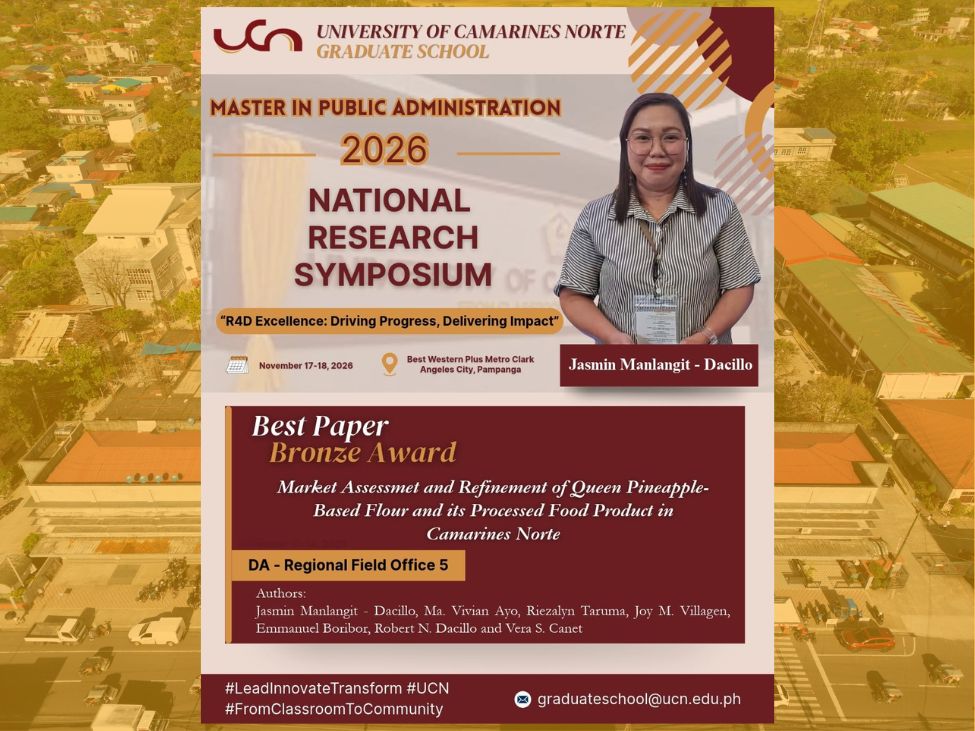 ucn UNIVERSITY OF CAMARINES NORTE
GRADUATE SCHOOL
MASTER IN PUBLIC ADMINISTRATION
2026
NATIONAL
RESEARCH
SYMPOSIUM
"R4D Excellence: Driving Progress, Delivering Impact"
November 17-18, 2026
Best Western Plus Metro Clark
Angeles City, Pampanga
Jasmin Manlangit - Dacillo
Best Paper
Bronze Award
Market Assessmet and Refinement of Queen Pineapple-
Based Flour and its Processed Food Product in
Camarines Norte
DA - Regional Field Office 5
Authors:
Jasmin Manlangit - Dacillo, Ma. Vivian Ayo, Riezalyn Taruma, Joy M. Villagen,
Emmanuel Boribor, Robert N. Dacillo and Vera S. Canet
#LeadInnovateTransform #UCN
#FromClassroomToCommunity
graduateschool@ucn.edu.ph